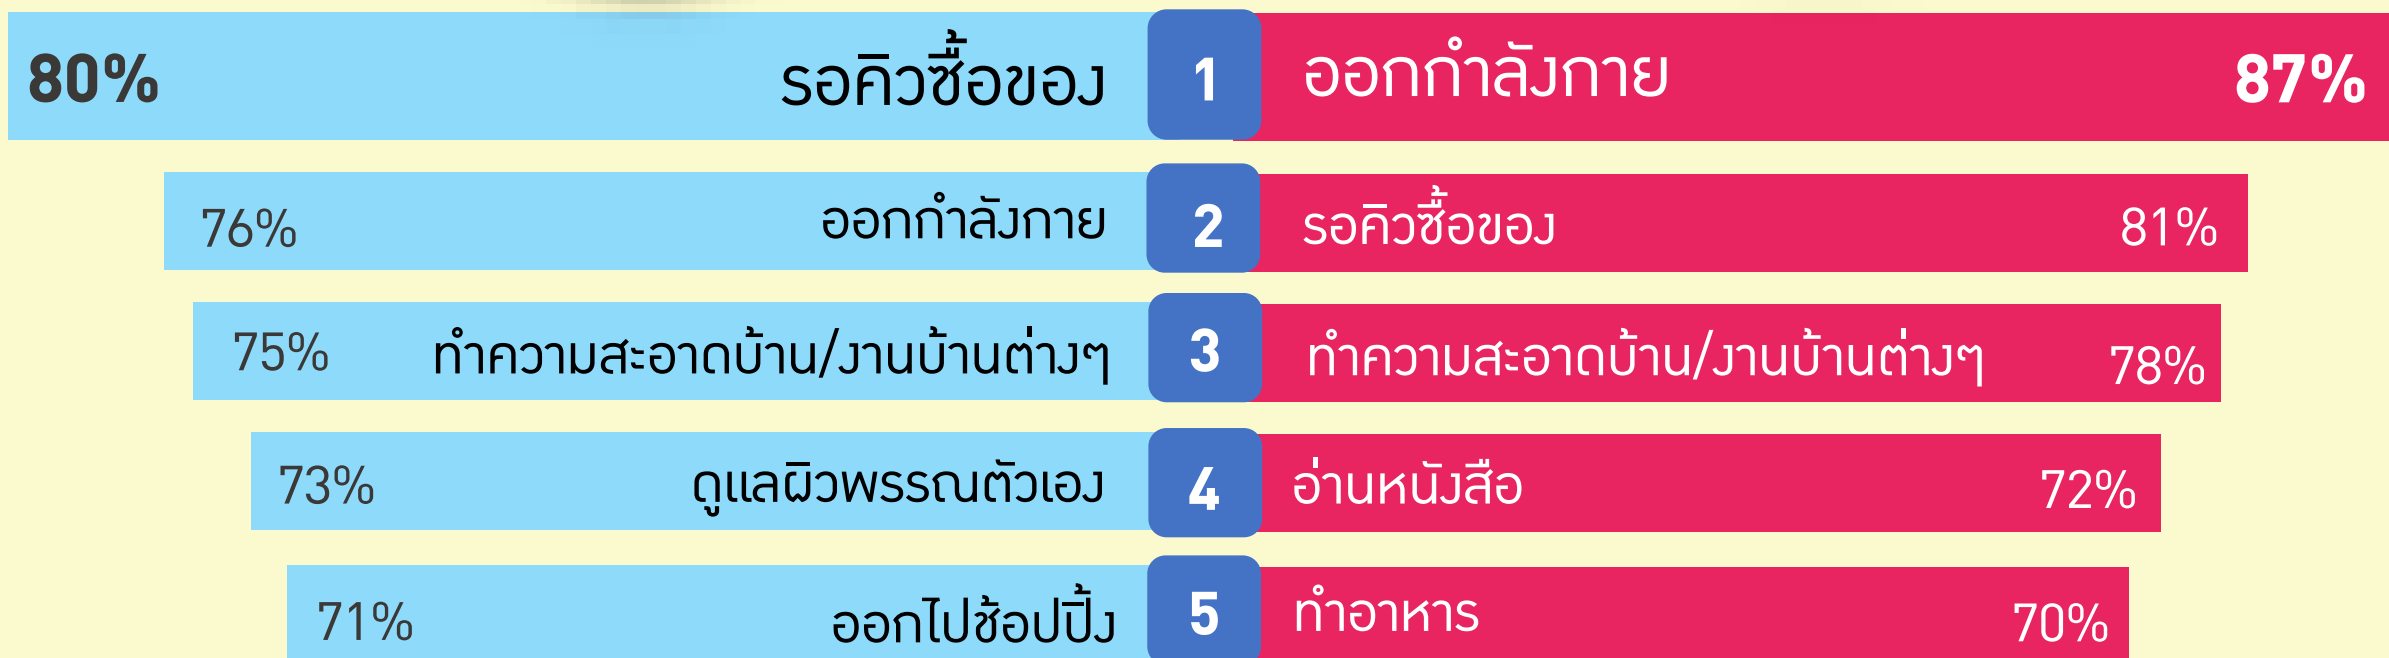 80% รอคิวซื้อของ 1 ออกกำลังกาย 87%
76% ออกกำลังกาย 2 รอคิวซื้อของ 81%
75% ทำความสะอาดบ้าน/งานบ้านต่างๆ 3 ทำความสะอาดบ้าน/งานบ้านต่างๆ 78%
73% ดูแลผิวพรรณตัวเอง 4 อ่านหนังสือ 72%
71% ออกไปช้อปปิ้ง 5 ทำอาหาร 70%